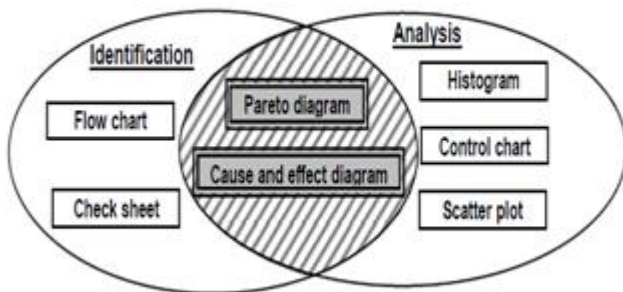 Identification
Flow chart
Check sheet
Pareto diagram
Cause and effect diagram
Analysis
Histogram
Control chart
Scatter plot